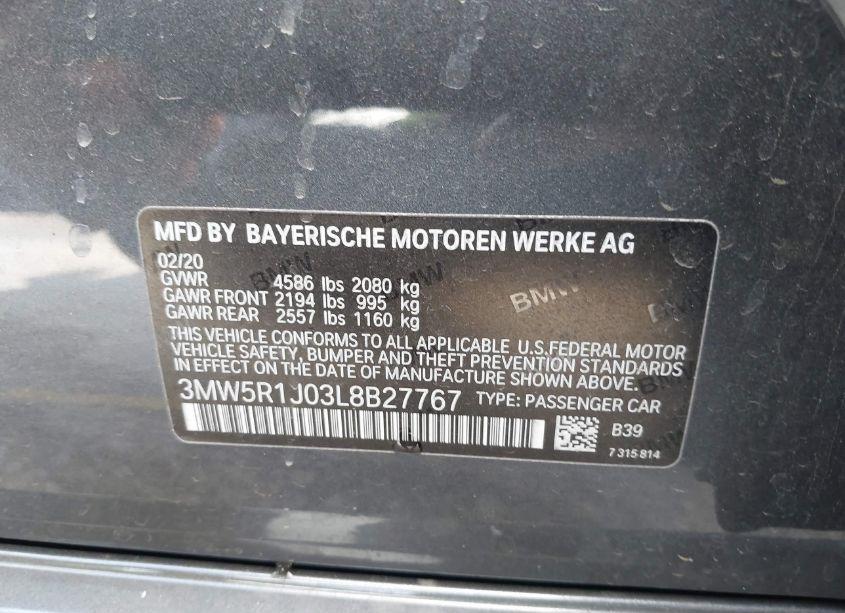 MFD BY BAYERISCHE MOTOREN WERKE AG
02/20
GVWR 4586 lbs 2080 kg
GAWR FRONT 2194 lbs 995 kg
GAWR REAR 2557 lbs 1160 kg
THIS VEHICLE CONFORMS TO ALL APPLICABLE U.S.FEDERAL MOTOR
VEHICLE SAFETY, BUMPER AND THEFT PREVENTION STANDARDS
IN EFFECT ON THE DATE OF MANUFACTURE SHOWN ABOVE.
3MW5R1J03L8B27767 TYPE: PASSENGER CAR
B39
7 315 814
BMW